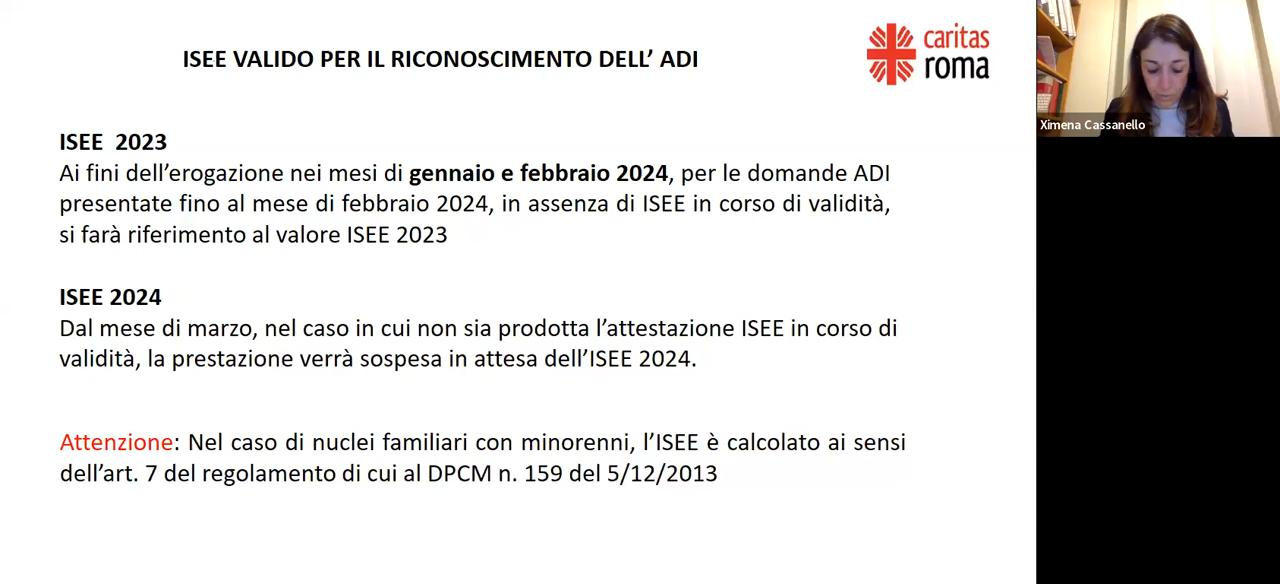 ISEE VALIDO PER IL RICONOSCIMENTO DELL’ ADI
caritas
roma
Ximena Cassanello
ISEE  2023
Ai fini dell’erogazione nei mesi di gennaio e febbraio 2024, per le domande ADI
presentate fino al mese di febbraio 2024, in assenza di ISEE in corso di validità,
si farà riferimento al valore ISEE 2023
ISEE 2024
Dal mese di marzo, nel caso in cui non sia prodotta l’attestazione ISEE in corso di
validità, la prestazione verrà sospesa in attesa dell’ISEE 2024.
Attenzione: Nel caso di nuclei familiari con minorenni, l’ISEE è calcolato ai sensi
dell’art. 7 del regolamento di cui al DPCM n. 159 del 5/12/2013